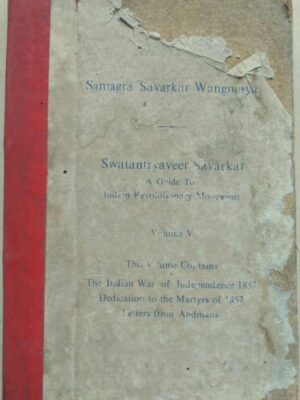 Samagra Savarkar Wangmaya
Swatantryaveer Savarkar
A Guide To
Indian Revolutionary Movement
Volume V
This volume Contains
The Indian War of Independence 1857
Dedication to the Martyrs of 1857
Letters from Andmans